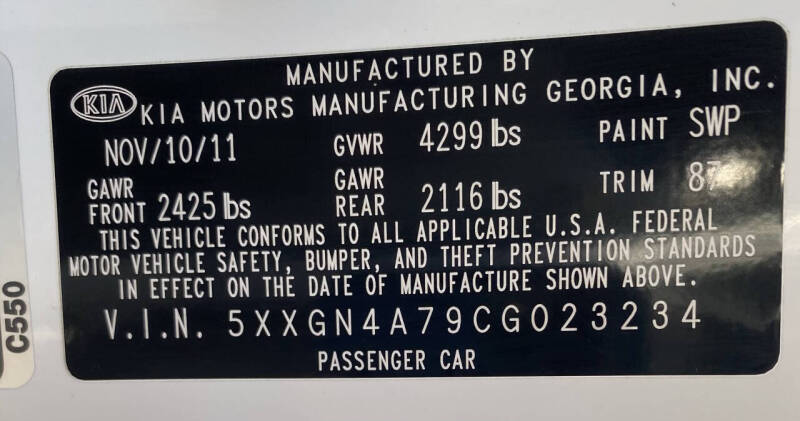 MANUFACTURED BY
KIA KIA MOTORS MANUFACTURING GEORGIA, INC.
NOV/10/11 GVWR 4299 lbs PAINT SWP
GAWR FRONT 2425 lbs GAWR REAR 2116 lbs TRIM 87
THIS VEHICLE CONFORMS TO ALL APPLICABLE U.S.A. FEDERAL
MOTOR VEHICLE SAFETY, BUMPER, AND THEFT PREVENTION STANDARDS
IN EFFECT ON THE DATE OF MANUFACTURE SHOWN ABOVE.
V.I.N. 5XXGN4A79CG023234
PASSENGER CAR
C550